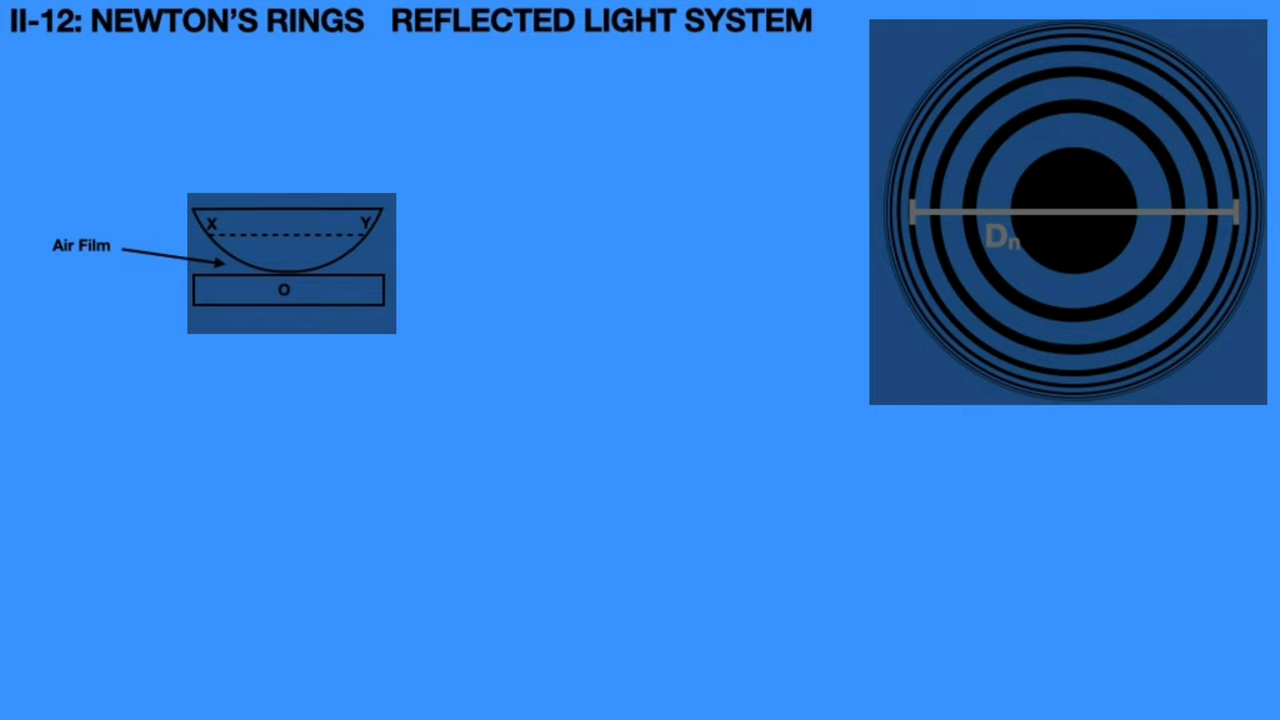 II-12: NEWTON’S RINGS REFLECTED LIGHT SYSTEM
X Y
Air Film
O
Dn